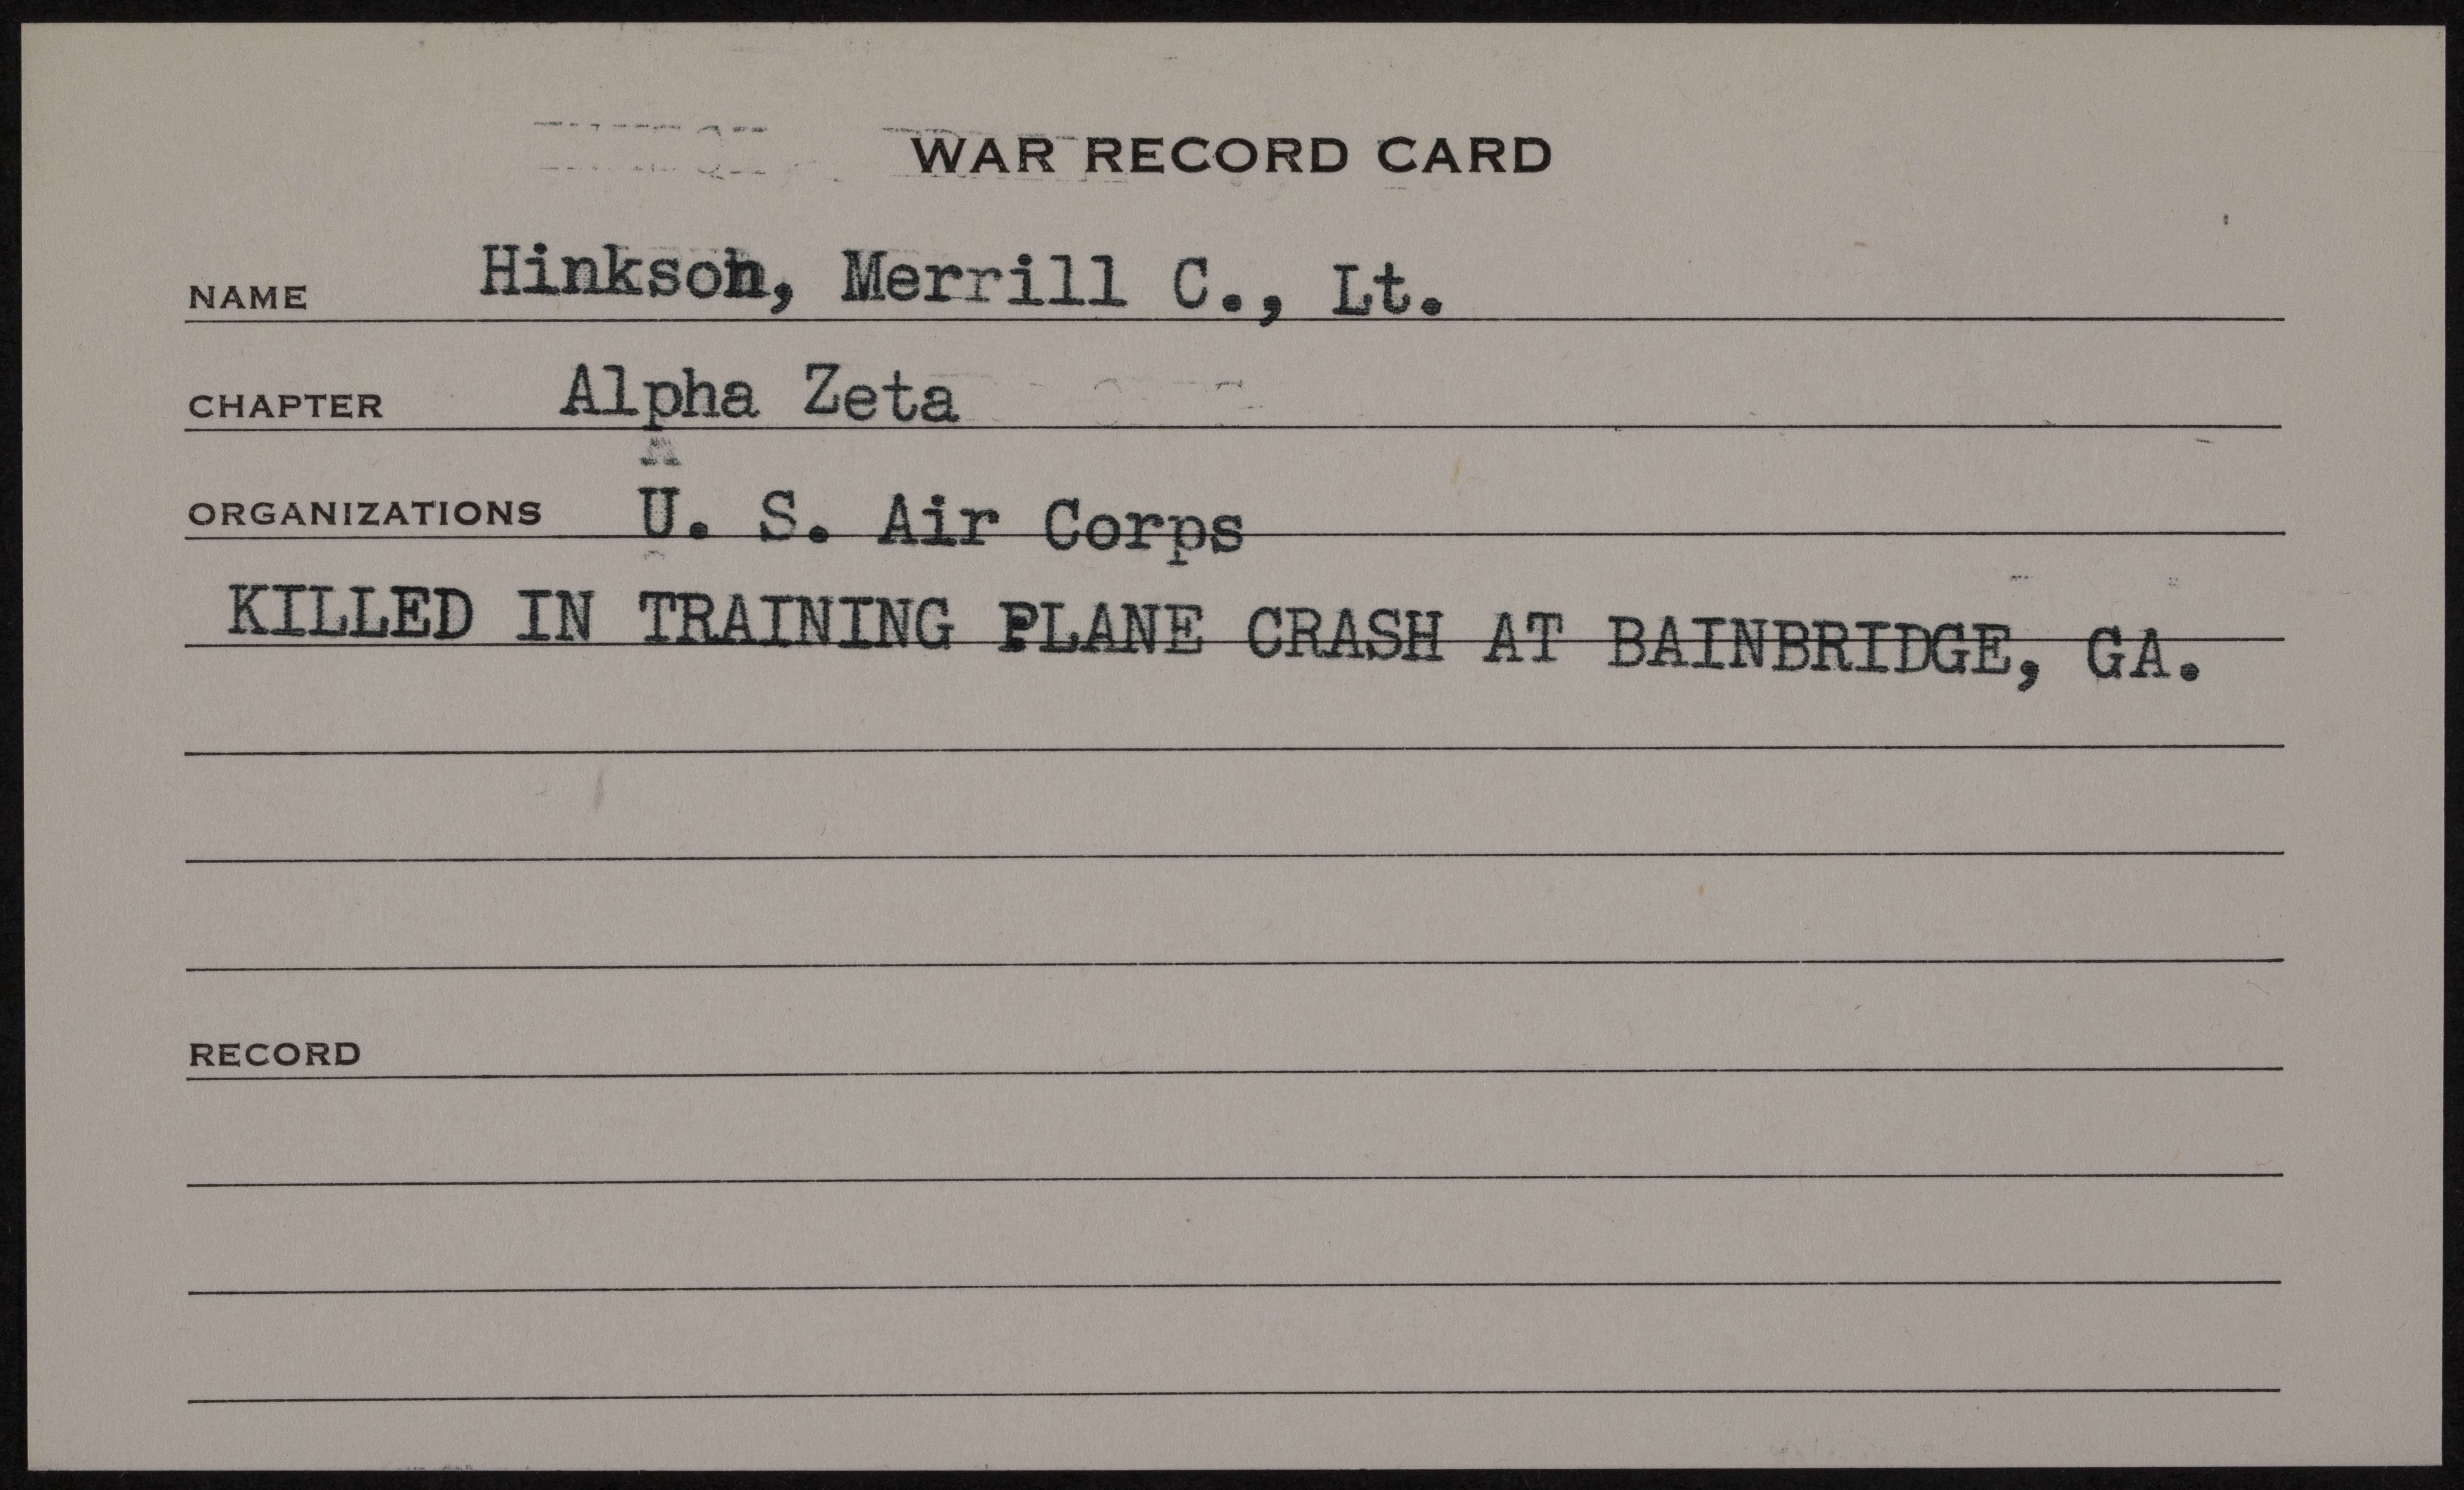 WAR RECORD CARD
NAME Hinkson, Merrill C., Lt.
CHAPTER Alpha Zeta
ORGANIZATIONS U. S. Air Corps
KILLED IN TRAINING PLANE CRASH AT BAINBRIDGE, GA.
RECORD